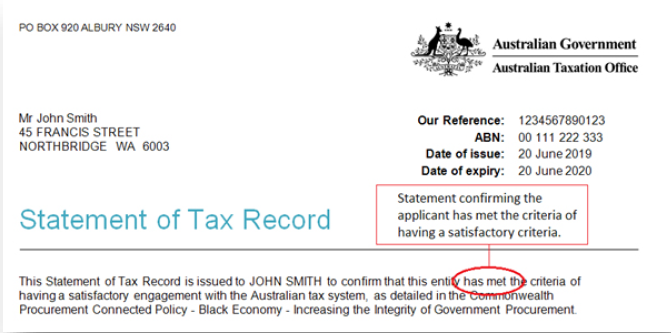 PO BOX 920 ALBURY NSW 2640
Australian Government
Australian Taxation Office
Mr John Smith
45 FRANCIS STREET
NORTHBRIDGE WA 6003
Our Reference: 1234567890123
ABN: 00 111 222 333
Date of issue: 20 June 2019
Date of expiry: 20 June 2020
Statement confirming the
applicant has met the criteria of
having a satisfactory criteria.
Statement of Tax Record
This Statement of Tax Record is issued to JOHN SMITH to confirm that this entity has met the criteria of
having a satisfactory engagement with the Australian tax system, as detailed in the Commonwealth
Procurement Connected Policy - Black Economy - Increasing the Integrity of Government Procurement.